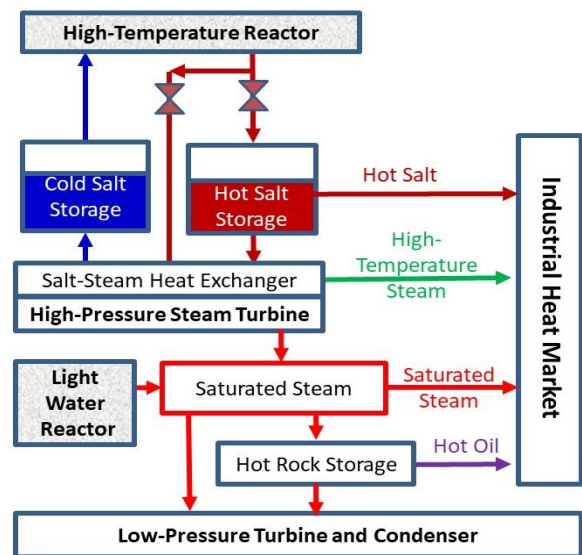 High-Temperature Reactor
Cold Salt
Storage
Hot Salt
Storage
Hot Salt
High-
Temperature
Steam
Salt-Steam Heat Exchanger
High-Pressure Steam Turbine
Light
Water
Reactor
Saturated Steam
Saturated
Steam
Hot Rock Storage
Hot Oil
Low-Pressure Turbine and Condenser
Industrial Heat Market